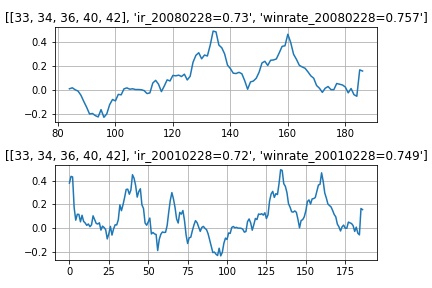 [[33, 34, 36, 40, 42], 'ir_20080228=0.73', 'winrate_20080228=0.757']
0.4
0.2
0.0
−0.2
80 100 120 140 160 180
[[33, 34, 36, 40, 42], 'ir_20010228=0.72', 'winrate_20010228=0.749']
0.4
0.2
0.0
−0.2
0 25 50 75 100 125 150 175